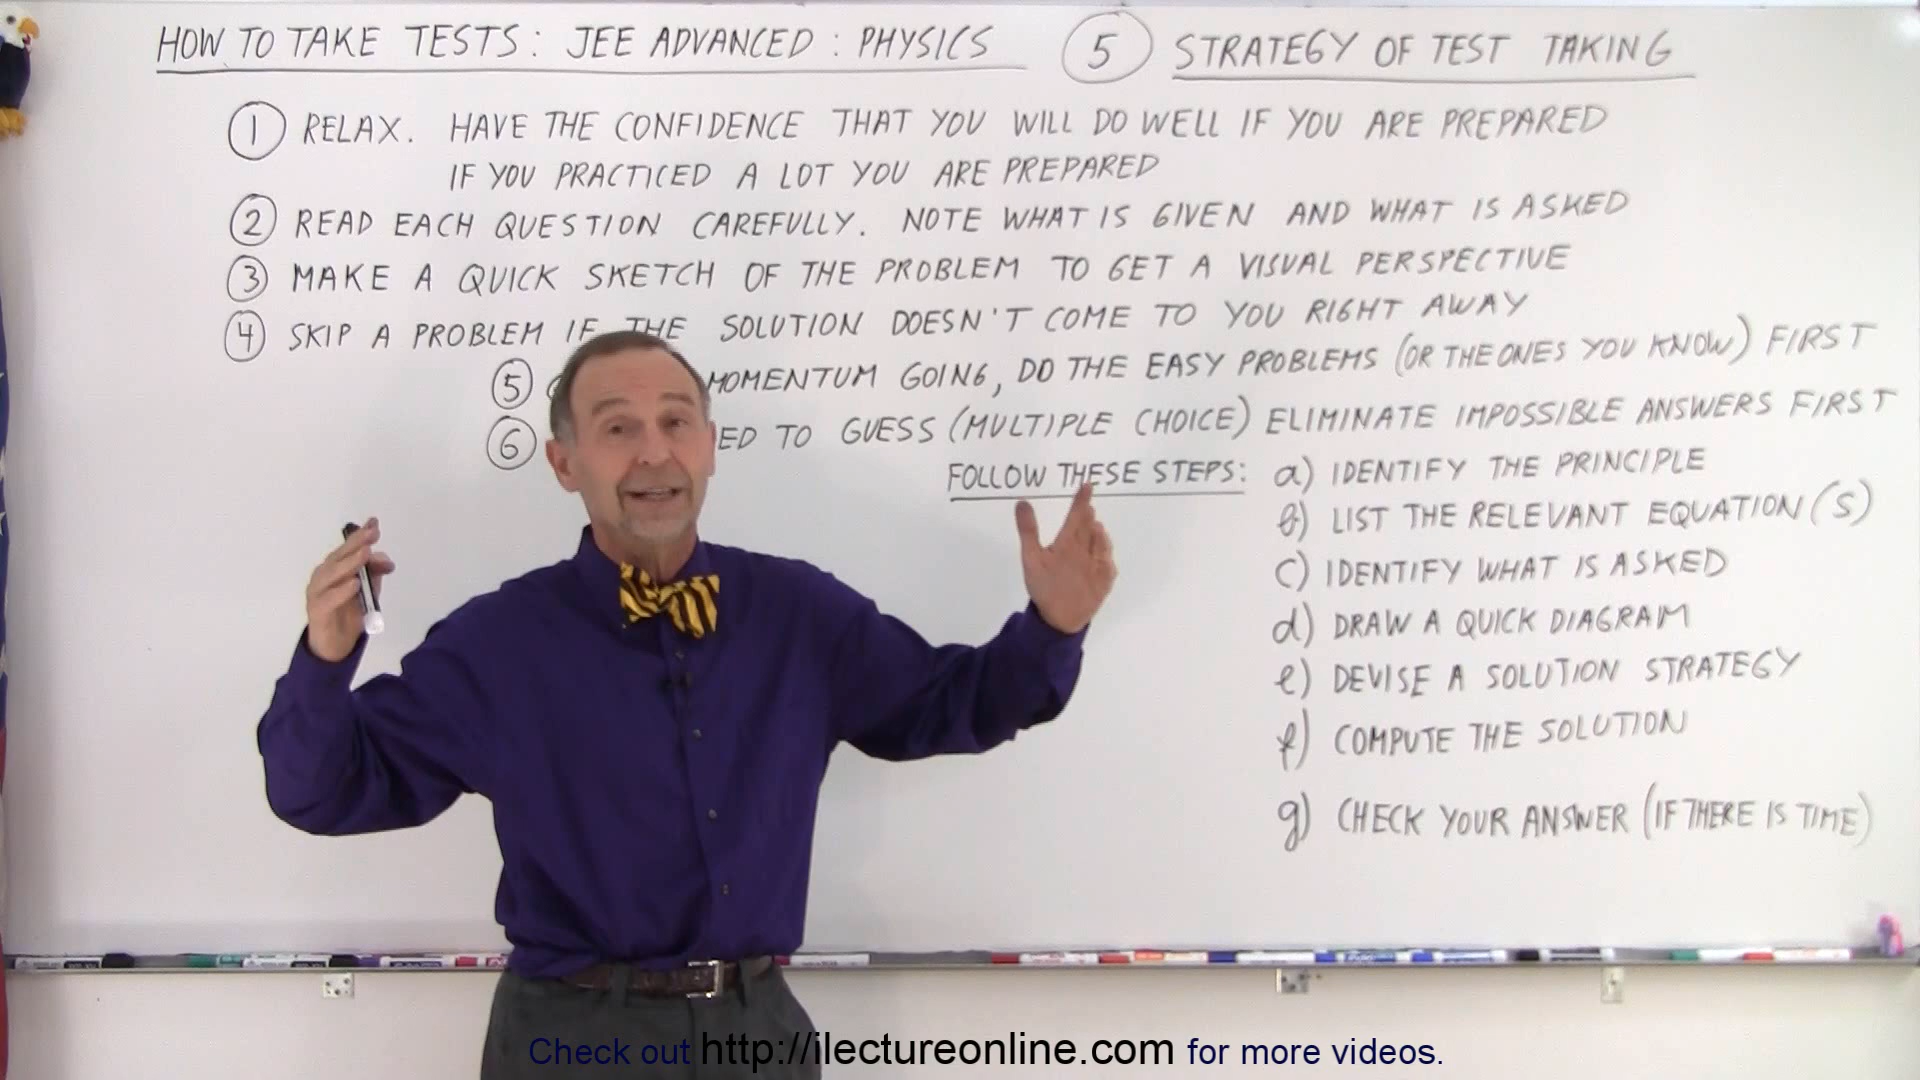 HOW TO TAKE TESTS: JEE ADVANCED: PHYSICS 5 STRATEGY OF TEST TAKING
1 RELAX. HAVE THE CONFIDENCE THAT YOU WILL DO WELL IF YOU ARE PREPARED
IF YOU PRACTICED A LOT YOU ARE PREPARED
2 READ EACH QUESTION CAREFULLY. NOTE WHAT IS GIVEN AND WHAT IS ASKED
3 MAKE A QUICK SKETCH OF THE PROBLEM TO GET A VISUAL PERSPECTIVE
4 SKIP A PROBLEM IF THE SOLUTION DOESN'T COME TO YOU RIGHT AWAY
5 MOMENTUM GOING, DO THE EASY PROBLEMS (OR THE ONES YOU KNOW) FIRST
6 TO GUESS (MULTIPLE CHOICE) ELIMINATE IMPOSSIBLE ANSWERS FIRST
FOLLOW THESE STEPS: a) IDENTIFY THE PRINCIPLE
b) LIST THE RELEVANT EQUATION(S)
c) IDENTIFY WHAT IS ASKED
d) DRAW A QUICK DIAGRAM
e) DEVISE A SOLUTION STRATEGY
f) COMPUTE THE SOLUTION
g) CHECK YOUR ANSWER (IF THERE IS TIME)
Check out http://ilectureonline.com for more videos.